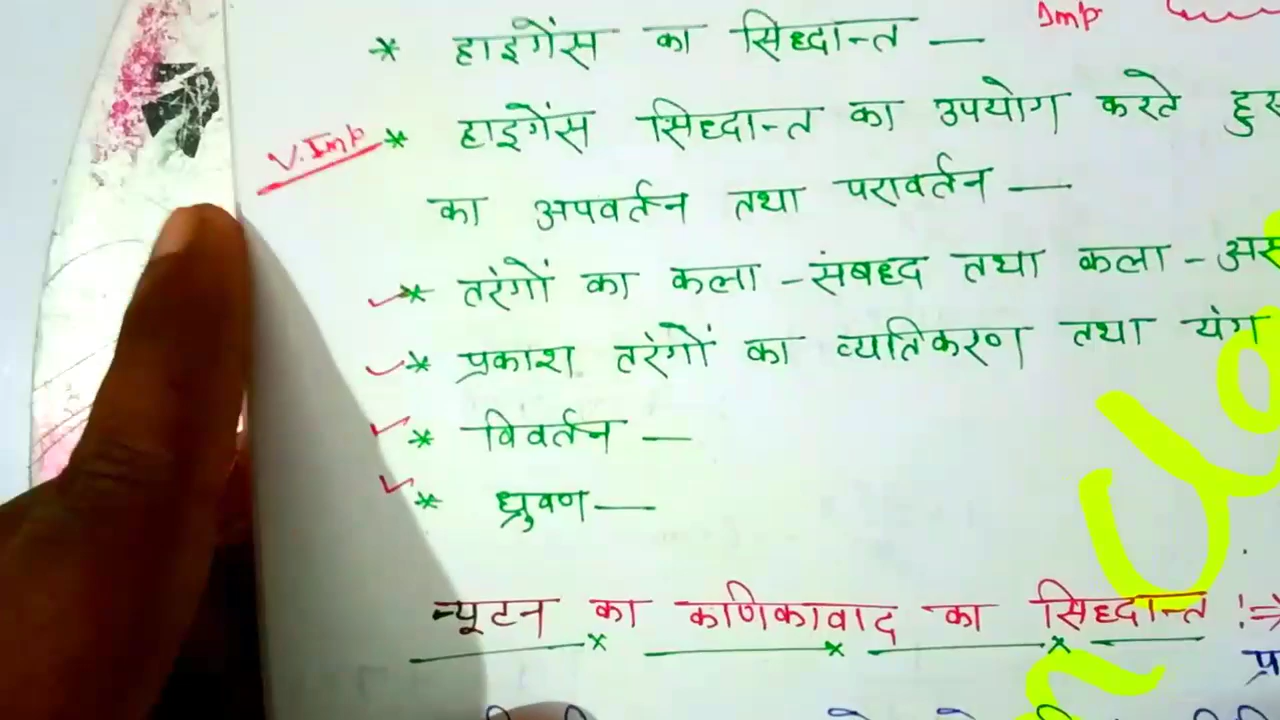 * हाइगेंस का सिध्दान्त — Imp
V. Imp * हाइगेंस सिध्दान्त का उपयोग करते
का अपवर्तन तथा परावर्तन —
* तरंगों का कला - संबध्द तथा कला -
* प्रकाश तरंगों का व्यतिकरण तथा यंग
* विवर्तन —
* ध्रुवण —
न्यूटन का कणिकावाद का सिध्दान्त !⇒